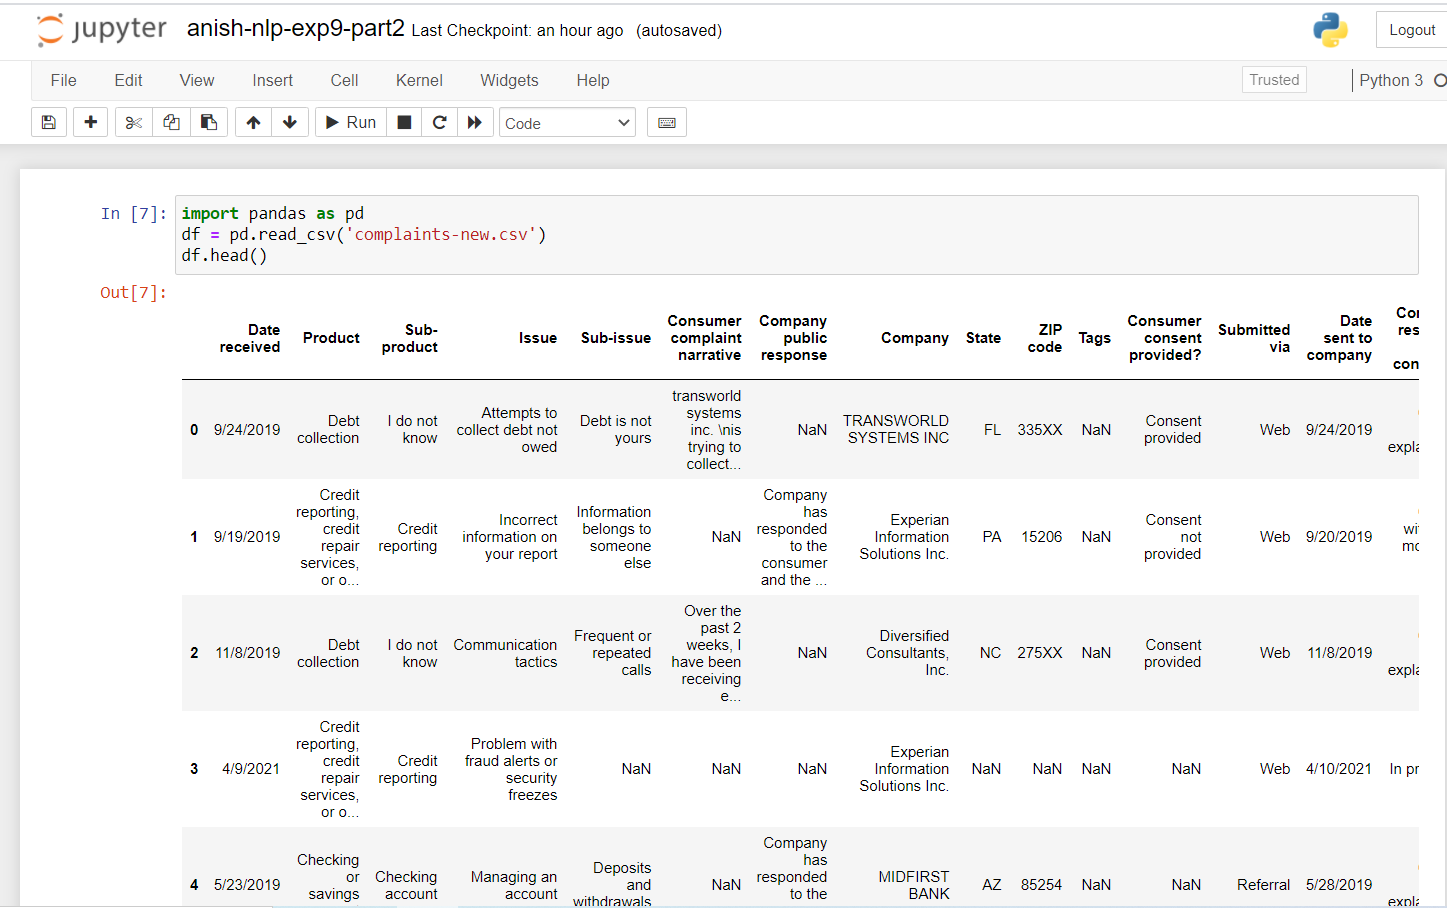 jupyter anish-nlp-exp9-part2 Last Checkpoint: an hour ago (autosaved) Logout
File Edit View Insert Cell Kernel Widgets Help Trusted Python 3
Run Code
In [7]: import pandas as pd
df = pd.read_csv('complaints-new.csv')
df.head()
Out[7]:
Date received Product Sub-product Issue Sub-issue Consumer complaint narrative Company public response Company State ZIP code Tags Consumer consent provided? Submitted via Date sent to company
0 9/24/2019 Debt collection I do not know Attempts to collect debt not owed Debt is not yours transworld systems inc. \nis trying to collect... NaN TRANSWORLD SYSTEMS INC FL 335XX NaN Consent provided Web 9/24/2019
1 9/19/2019 Credit reporting, credit repair services, or o... Credit reporting Incorrect information on your report Information belongs to someone else NaN Company has responded to the consumer and the ... Experian Information Solutions Inc. PA 15206 NaN Consent not provided Web 9/20/2019
2 11/8/2019 Debt collection I do not know Communication tactics Frequent or repeated calls Over the past 2 weeks, I have been receiving e... NaN Diversified Consultants, Inc. NC 275XX NaN Consent provided Web 11/8/2019
3 4/9/2021 Credit reporting, credit repair services, or o... Credit reporting Problem with fraud alerts or security freezes NaN NaN NaN Experian Information Solutions Inc. NaN NaN NaN NaN Web 4/10/2021 In pr
4 5/23/2019 Checking or savings Checking account Managing an account Deposits and withdrawals NaN Company has responded to the MIDFIRST BANK AZ 85254 NaN NaN Referral 5/28/2019